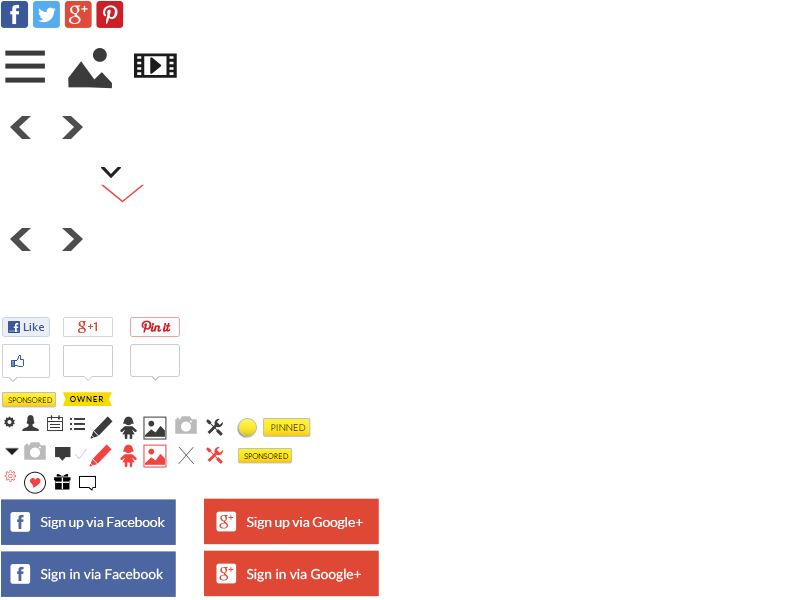 f g+
f Like g+1 Pin it
SPONSORED OWNER
PINNED
SPONSORED
f Sign up via Facebook g+ Sign up via Google+
f Sign in via Facebook g+ Sign in via Google+